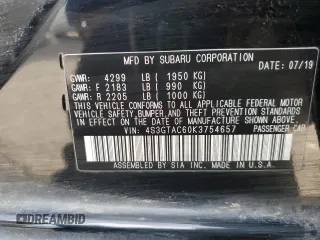 MFD BY SUBARU CORPORATION DATE: 07/19
GVWR: 4299 LB ( 1950 KG)
GAWR: F 2183 LB ( 990 KG)
GAWR: R 2205 LB ( 1000 KG)
THIS VEHICLE CONFORMS TO ALL APPLICABLE FEDERAL MOTOR
VEHICLE SAFETY, BUMPER, AND THEFT PREVENTION STANDARDS
IN EFFECT ON THE DATE OF MANUFACTURE SHOWN ABOVE.
VIN: 4S3GTAC60K3754657 PASSENGER CAR
ASSEMBLED BY SIA INC. MADE IN U.S.A.
© DREAMBID